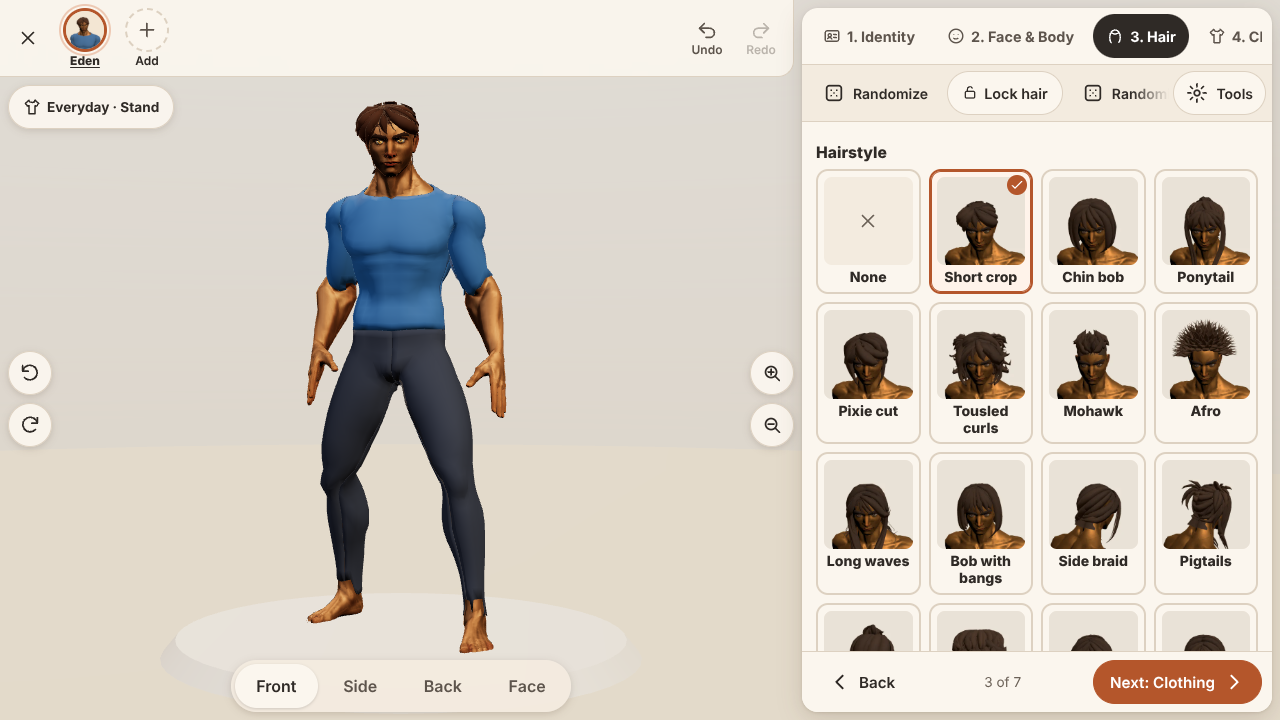 Eden
Add
Undo
Redo
Everyday · Stand
Front
Side
Back
Face
1. Identity
2. Face & Body
3. Hair
4. Cl
Randomize
Lock hair
Random
Tools
Hairstyle
None
Short crop
Chin bob
Ponytail
Pixie cut
Tousled
curls
Mohawk
Afro
Long waves
Bob with
bangs
Side braid
Pigtails
Back
3 of 7
Next: Clothing